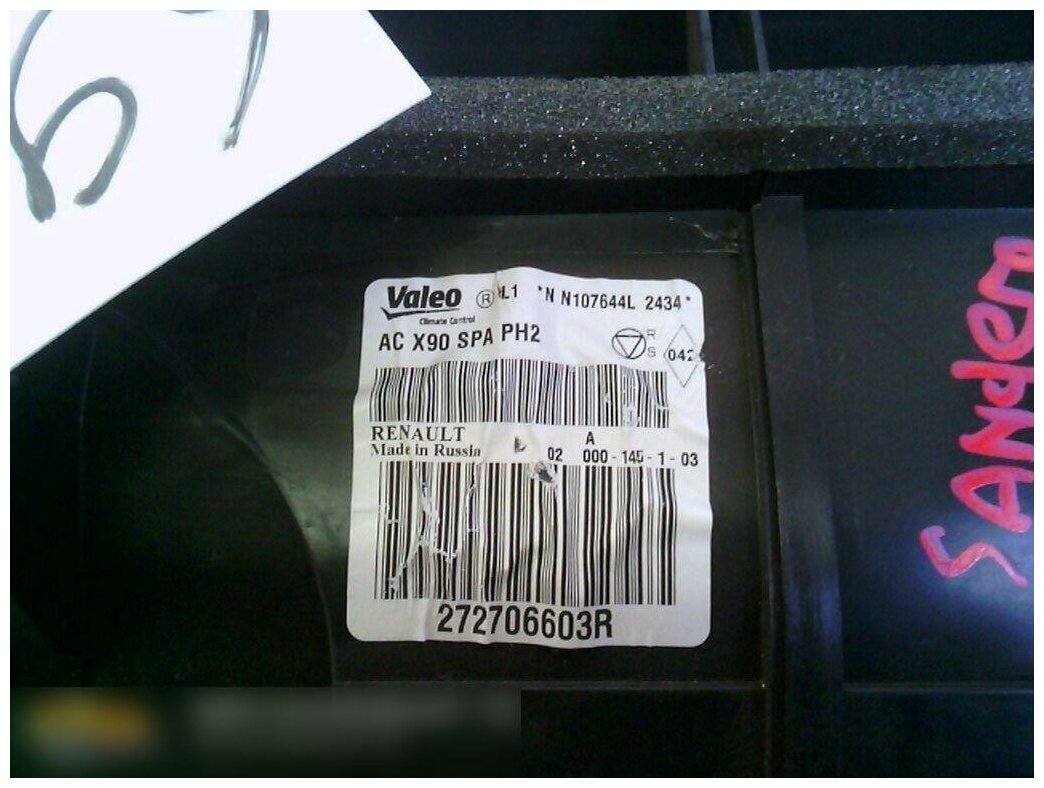 Valeo ® L1 *N N107644L 2434*
Climate Control
AC X90 SPA PH2
R
S
042
RENAULT
Made in Russia
A
02 000-145-1-03
272706603R
SANdero